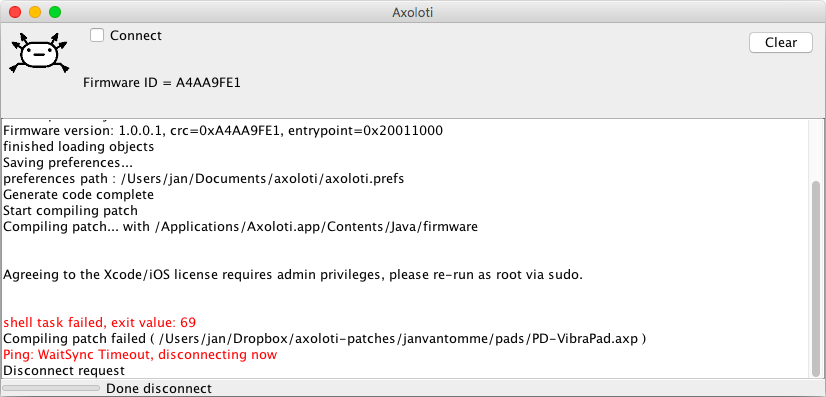 Axoloti
Connect
Clear
Firmware ID = A4AA9FE1
Firmware version: 1.0.0.1, crc=0xA4AA9FE1, entrypoint=0x20011000
finished loading objects
Saving preferences...
preferences path : /Users/jan/Documents/axoloti/axoloti.prefs
Generate code complete
Start compiling patch
Compiling patch... with /Applications/Axoloti.app/Contents/Java/firmware
Agreeing to the Xcode/iOS license requires admin privileges, please re-run as root via sudo.
shell task failed, exit value: 69
Compiling patch failed ( /Users/jan/Dropbox/axoloti-patches/janvantomme/pads/PD-VibraPad.axp )
Ping: WaitSync Timeout, disconnecting now
Disconnect request
Done disconnect